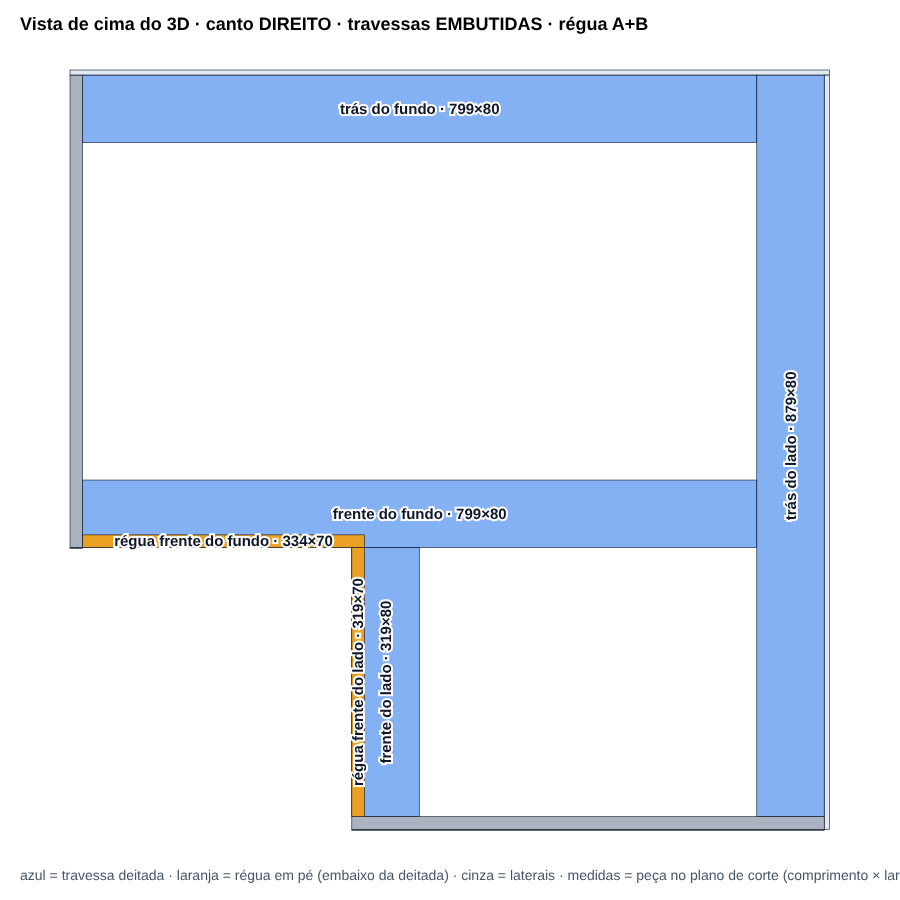 Vista de cima do 3D · canto DIREITO · travessas EMBUTIDAS · régua A+B
trás do fundo · 799×80
trás do lado · 879×80
frente do fundo · 799×80
régua frente do fundo · 334×70
régua frente do lado · 319×70
frente do lado · 319×80
azul = travessa deitada · laranja = régua em pé (embaixo da deitada) · cinza = laterais · medidas = peça no plano de corte (comprimento × lar